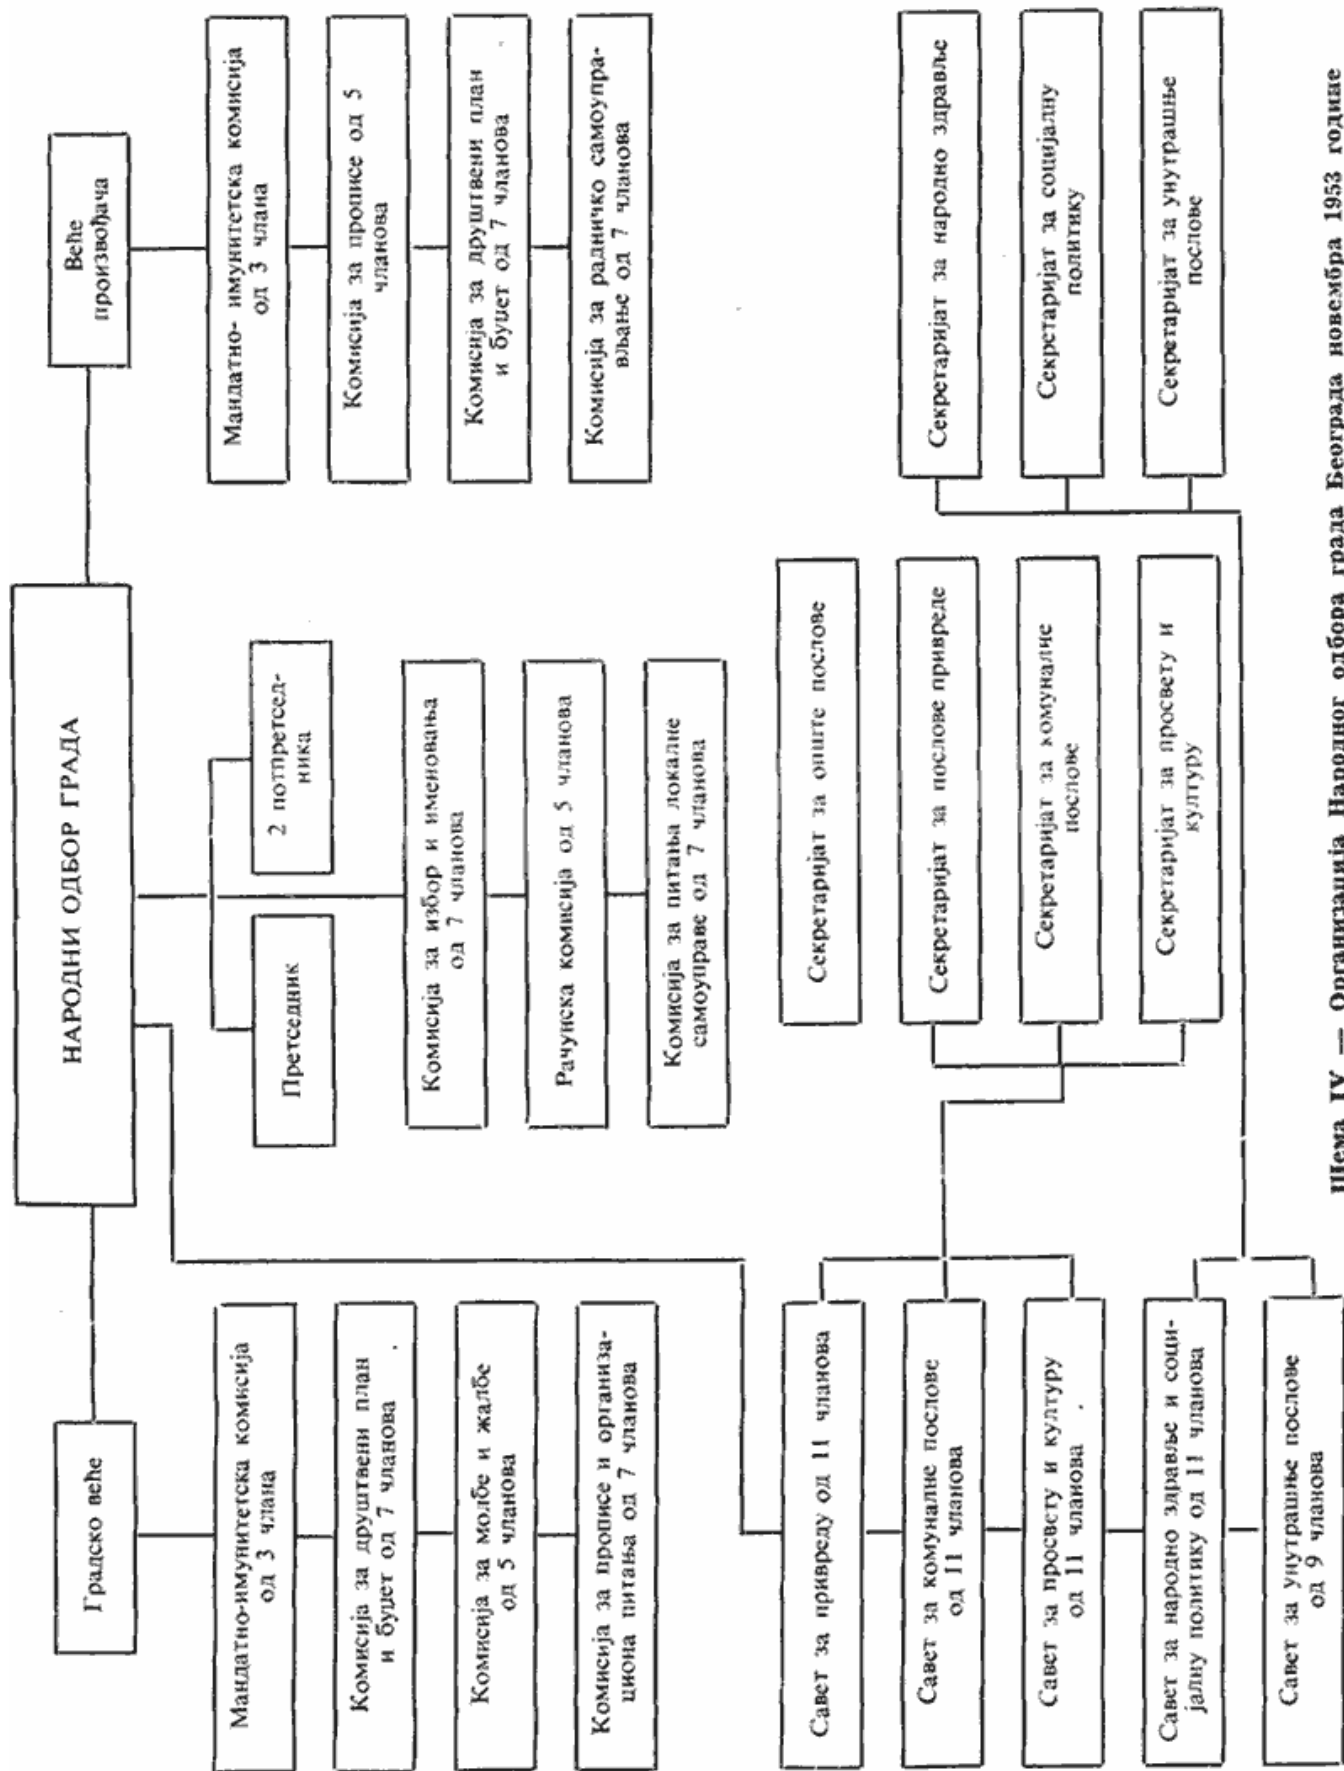 НАРОДНИ ОДБОР ГРАДА
Градско веће
Веће
произвођача
Претседник
2 потпретсед-
ника
Мандатно-имунитетска комисија
од 3 члана
Комисија за друштвени план
и буџет од 7 чланова
Комисија за молбе и жалбе
од 5 чланова
Комисија за прописе и организа-
циона питања од 7 чланова
Комисија за избор и именовања
од 7 чланова
Рачунска комисија од 5 чланова
Комисија за питања локалне
самоуправе од 7 чланова
Мандатно- имунитетска комисија
од 3 члана
Комисија за прописе од 5
чланова
Комисија за друштвени план
и буџет од 7 чланова
Комисија за радничко самоупра-
вљање од 7 чланова
Савет за привреду од 11 чланова
Савет за комуналне послове
од 11 чланова
Савет за просвету и културу
од 11 чланова
Савет за народно здравље и соци-
јалну политику од 11 чланова
Савет за унутрашње послове
од 9 чланова
Секретаријат за опште послове
Секретаријат за послове привреде
Секретаријат за комуналне
послове
Секретаријат за просвету и
културу
Секретаријат за народно здравље
Секретаријат за социјалну
политику
Секретаријат за унутрашње
послове
Шема IV — Организација Народног одбора града Београда новембра 1953 године